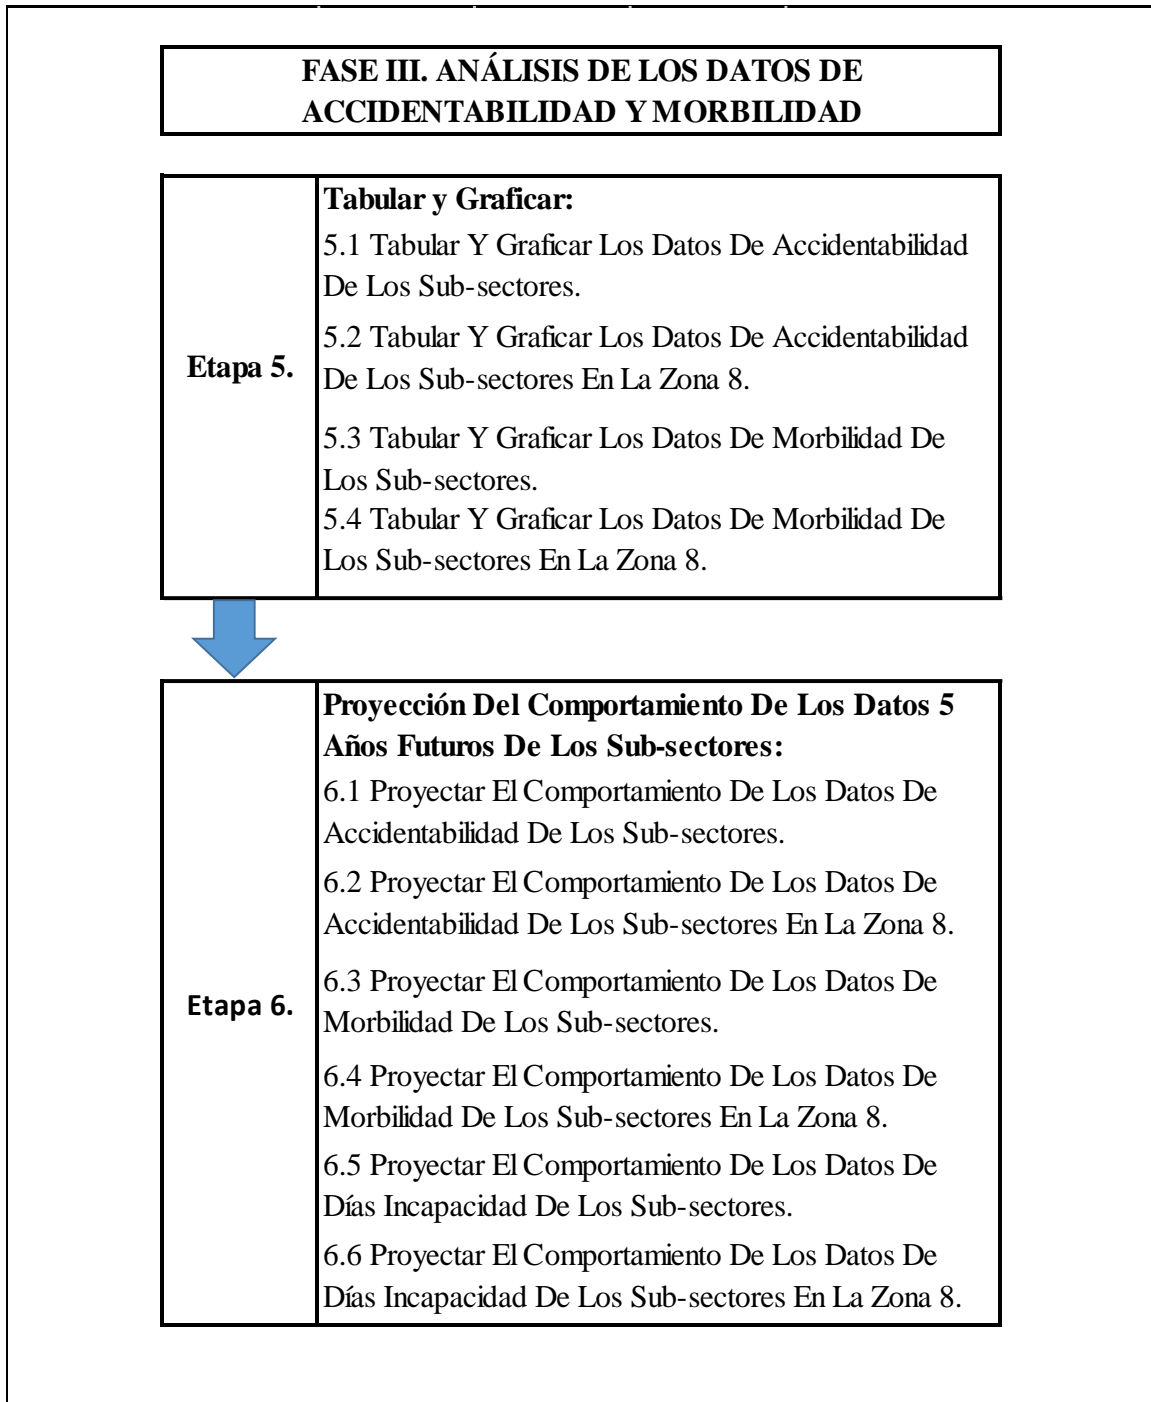 FASE III. ANÁLISIS DE LOS DATOS DE
ACCIDENTABILIDAD Y MORBILIDAD
Tabular y Graficar:
5.1 Tabular Y Graficar Los Datos De Accidentabilidad
De Los Sub-sectores.
5.2 Tabular Y Graficar Los Datos De Accidentabilidad
De Los Sub-sectores En La Zona 8.
Etapa 5.
5.3 Tabular Y Graficar Los Datos De Morbilidad De
Los Sub-sectores.
5.4 Tabular Y Graficar Los Datos De Morbilidad De
Los Sub-sectores En La Zona 8.
Proyección Del Comportamiento De Los Datos 5
Años Futuros De Los Sub-sectores:
6.1 Proyectar El Comportamiento De Los Datos De
Accidentabilidad De Los Sub-sectores.
6.2 Proyectar El Comportamiento De Los Datos De
Accidentabilidad De Los Sub-sectores En La Zona 8.
Etapa 6.
6.3 Proyectar El Comportamiento De Los Datos De
Morbilidad De Los Sub-sectores.
6.4 Proyectar El Comportamiento De Los Datos De
Morbilidad De Los Sub-sectores En La Zona 8.
6.5 Proyectar El Comportamiento De Los Datos De
Días Incapacidad De Los Sub-sectores.
6.6 Proyectar El Comportamiento De Los Datos De
Días Incapacidad De Los Sub-sectores En La Zona 8.